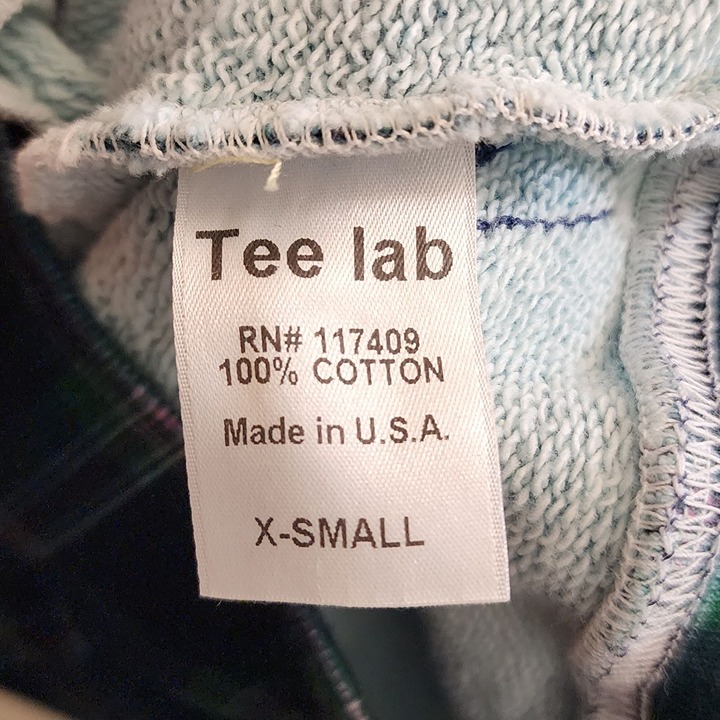 Tee lab
RN# 117409
100% COTTON
Made in U.S.A.
X-SMALL